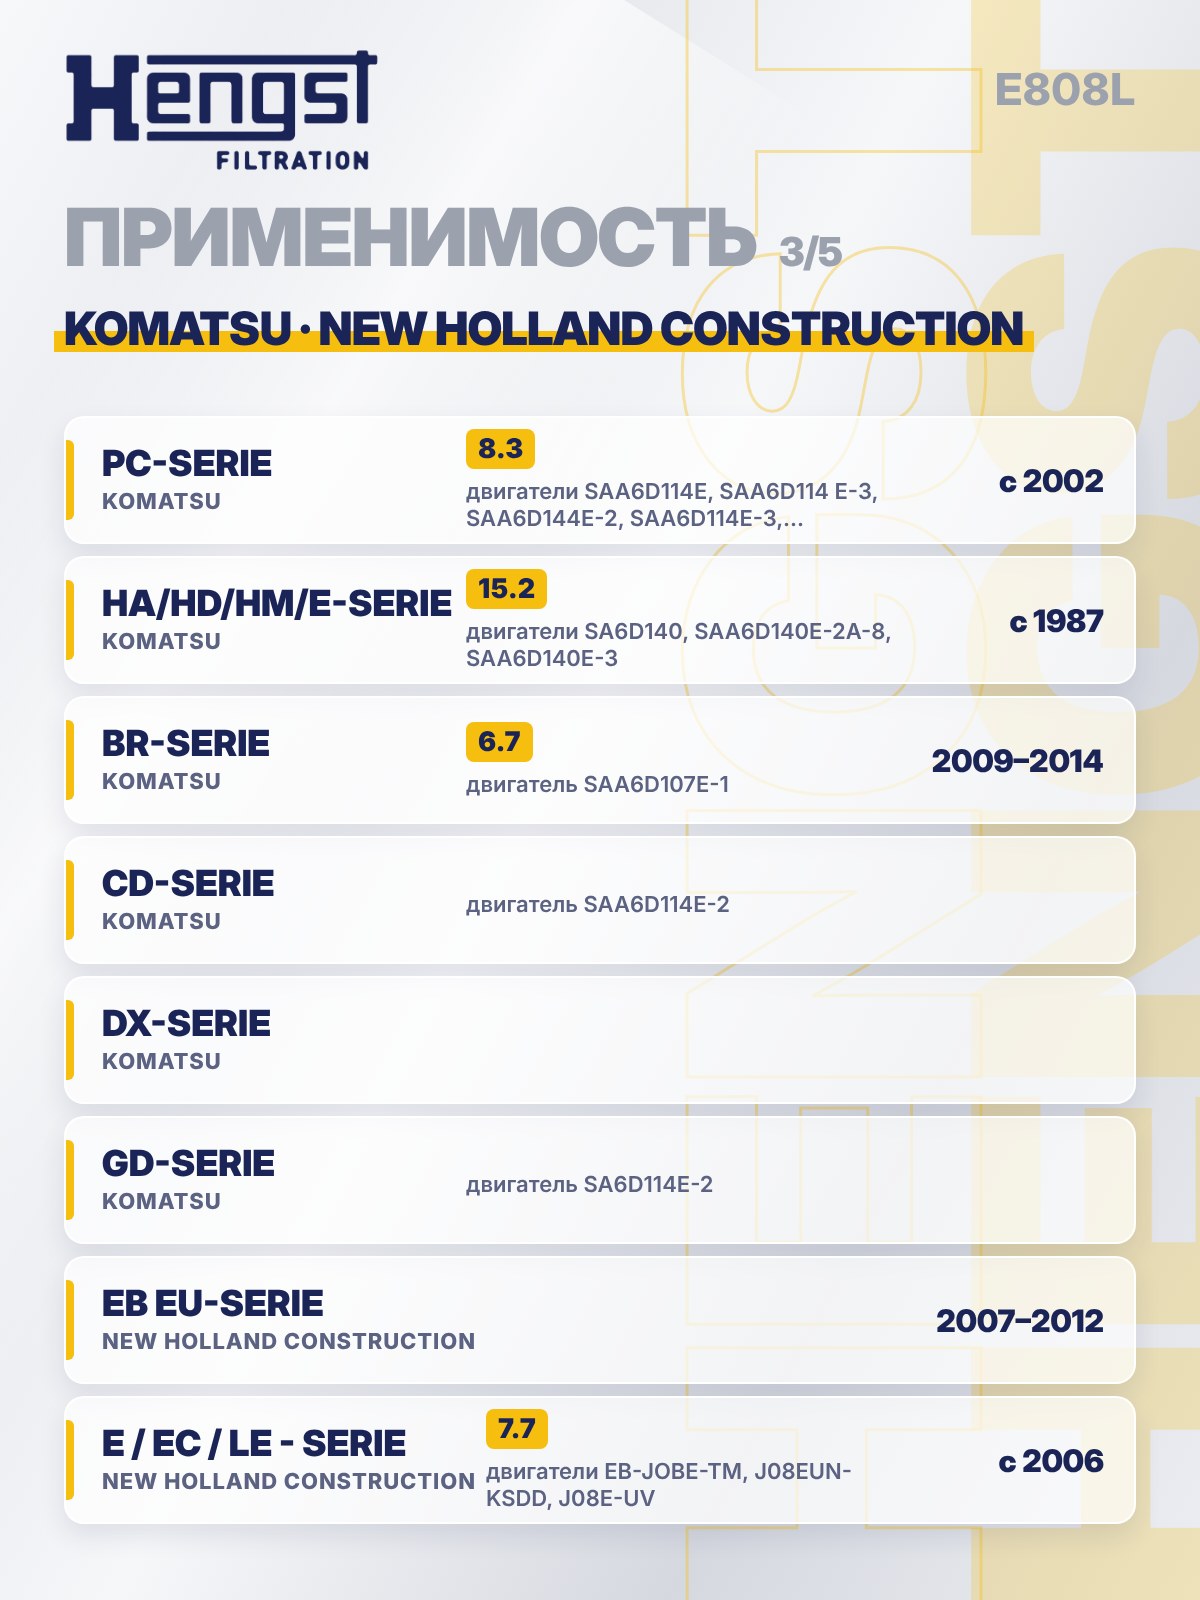 Hengst
FILTRATION
E808L
ПРИМЕНИМОСТЬ 3/5
KOMATSU · NEW HOLLAND CONSTRUCTION
PC-SERIE
KOMATSU
8.3
двигатели SAA6D114E, SAA6D114 E-3,
SAA6D144E-2, SAA6D114E-3,...
с 2002
HA/HD/HM/E-SERIE
KOMATSU
15.2
двигатели SA6D140, SAA6D140E-2A-8,
SAA6D140E-3
с 1987
BR-SERIE
KOMATSU
6.7
двигатель SAA6D107E-1
2009–2014
CD-SERIE
KOMATSU
двигатель SAA6D114E-2
DX-SERIE
KOMATSU
GD-SERIE
KOMATSU
двигатель SA6D114E-2
EB EU-SERIE
NEW HOLLAND CONSTRUCTION
2007–2012
E / EC / LE - SERIE
NEW HOLLAND CONSTRUCTION
7.7
двигатели EB-JOBE-TM, J08EUN-
KSDD, J08E-UV
с 2006
HENGST
HENGST